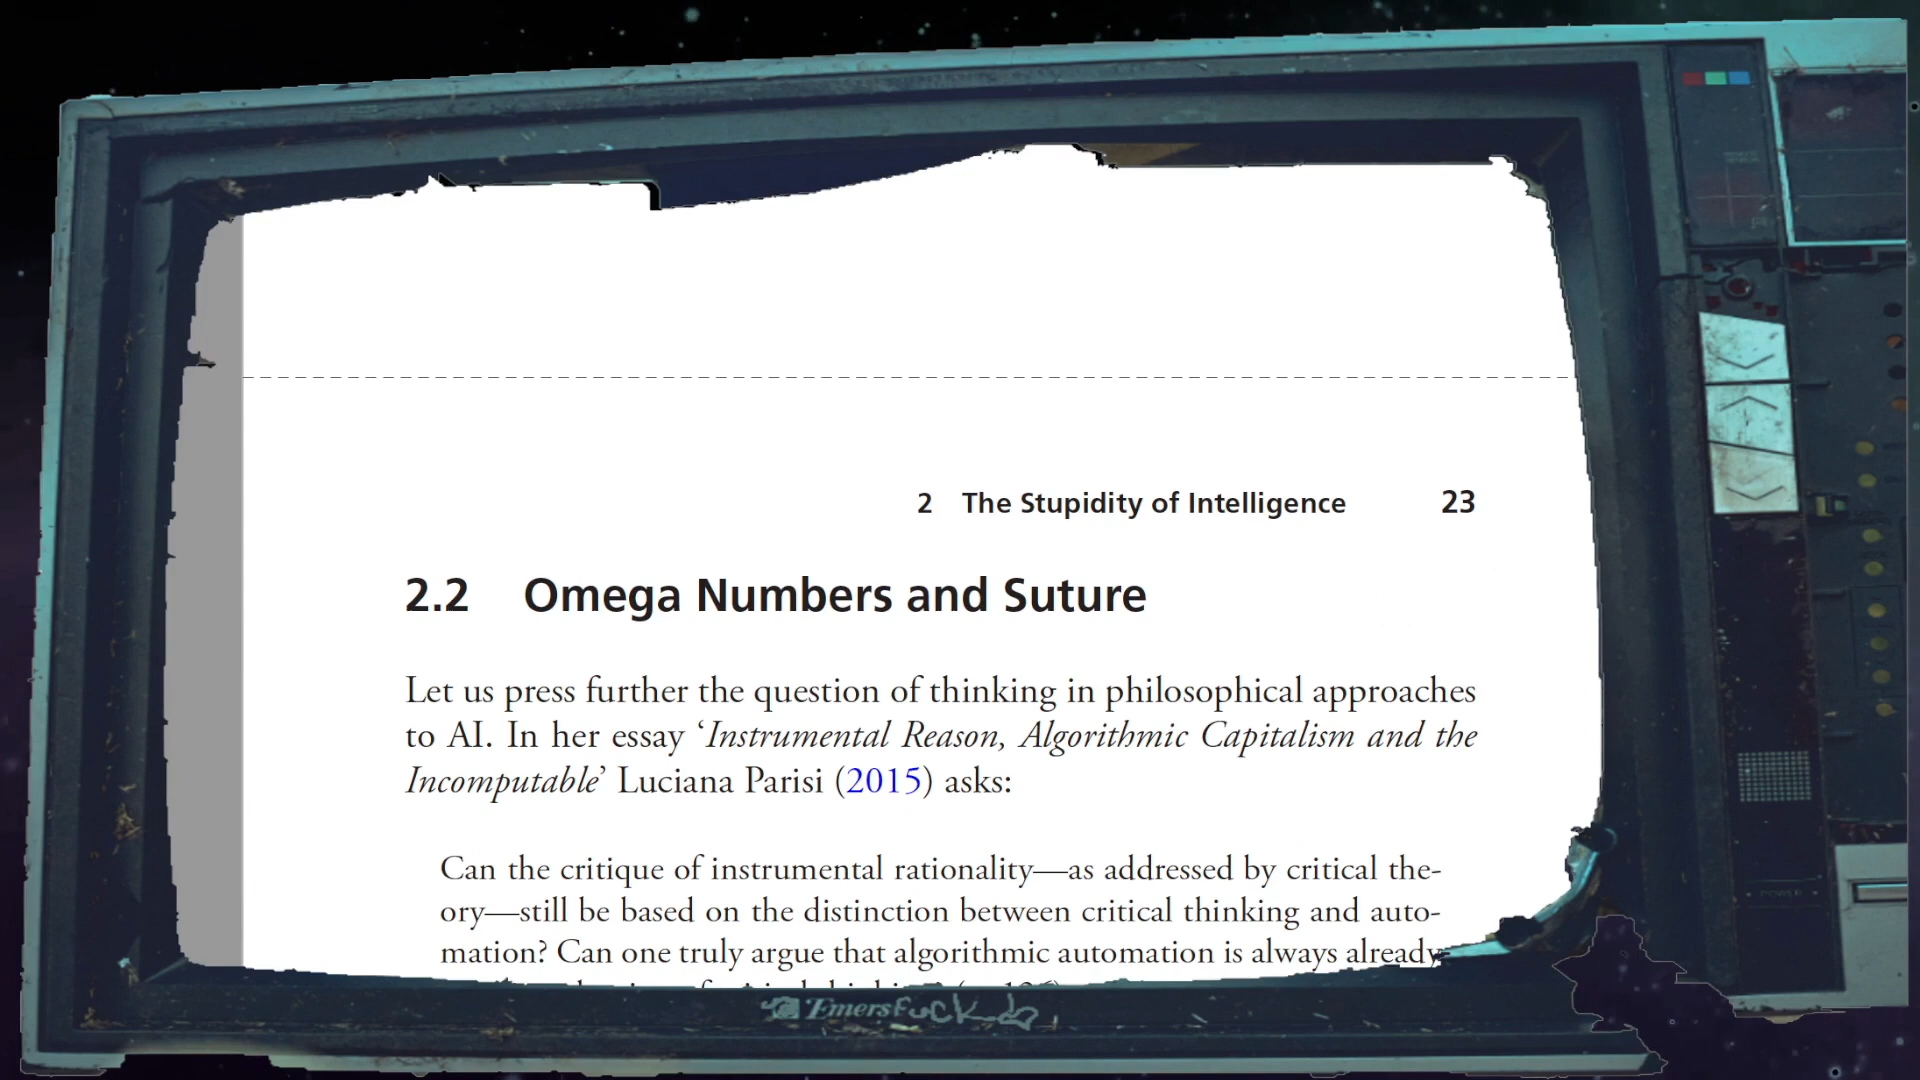 2 The Stupidity of Intelligence 23
2.2 Omega Numbers and Suture
Let us press further the question of thinking in philosophical approaches
to AI. In her essay ‘Instrumental Reason, Algorithmic Capitalism and the
Incomputable’ Luciana Parisi (2015) asks:
Can the critique of instrumental rationality—as addressed by critical the-
ory—still be based on the distinction between critical thinking and auto-
mation? Can one truly argue that algorithmic automation is always already
POWER